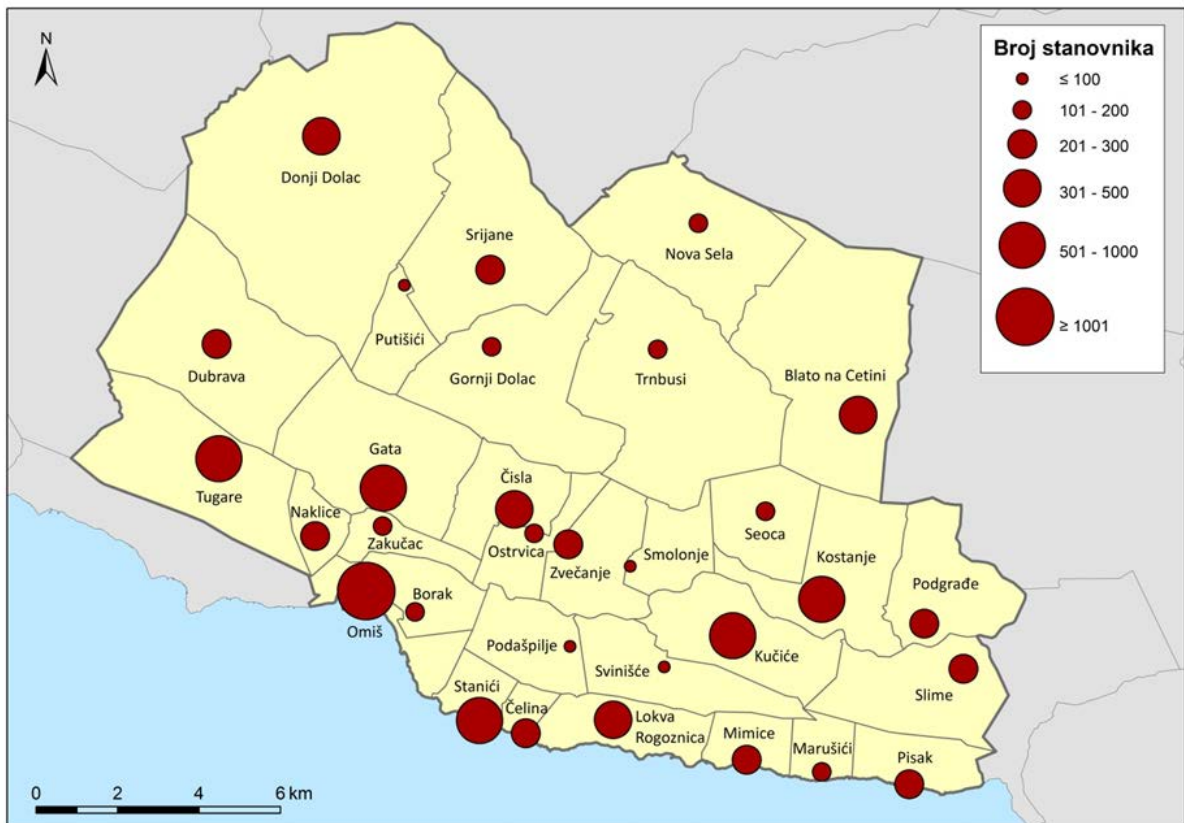 N
Broj stanovnika
≤ 100
101 - 200
201 - 300
301 - 500
501 - 1000
≥ 1001
Donji Dolac
Srijane
Nova Sela
Putišići
Dubrava
Gornji Dolac
Trnbusi
Blato na Cetini
Gata
Čisla
Tugare
Naklice
Zakučac
Ostrvica
Zvečanje
Smolonje
Seoca
Kostanje
Podgrađe
Borak
Omiš
Podašpilje
Svinišće
Kučiće
Slime
Stanići
Čelina
Lokva
Rogoznica
Mimice
Marušići
Pisak
0 2 4 6 km